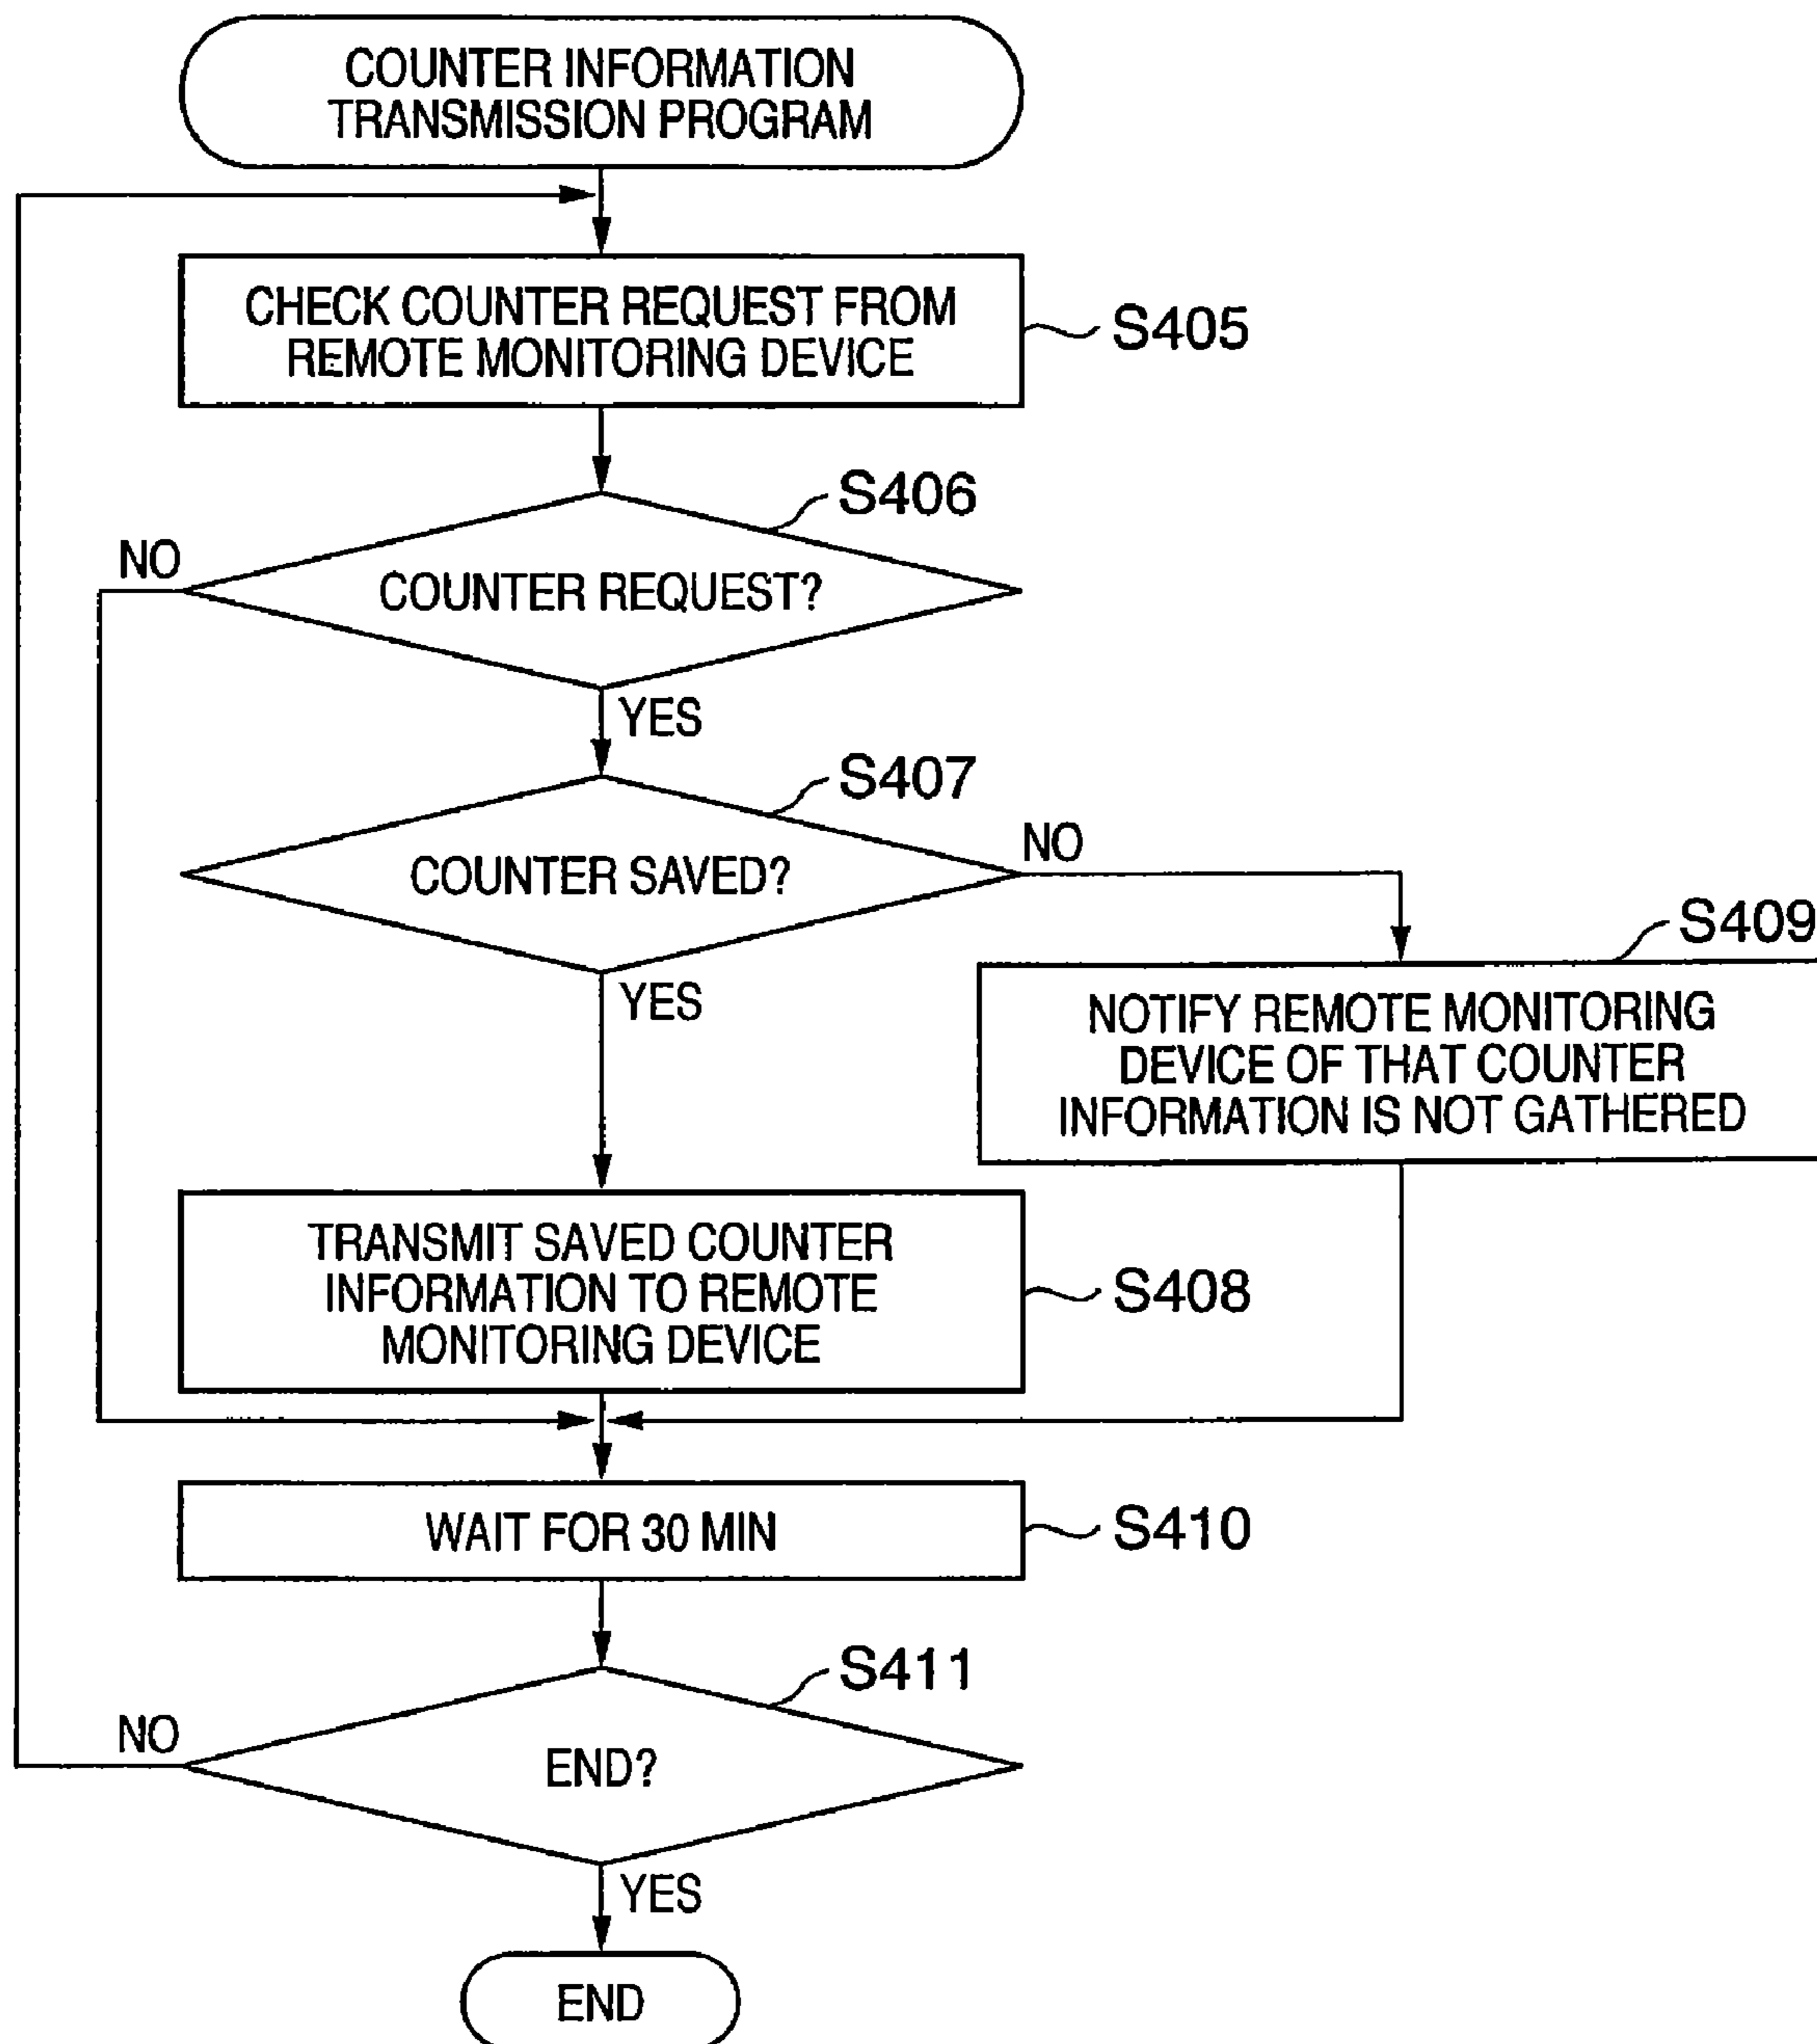 COUNTER INFORMATION
TRANSMISSION PROGRAM
CHECK COUNTER REQUEST FROM
REMOTE MONITORING DEVICE
S405
S406
NO
COUNTER REQUEST?
YES
S407
COUNTER SAVED?
NO
YES
S409
NOTIFY REMOTE MONITORING
DEVICE OF THAT COUNTER
INFORMATION IS NOT GATHERED
TRANSMIT SAVED COUNTER
INFORMATION TO REMOTE
MONITORING DEVICE
S408
WAIT FOR 30 MIN
S410
S411
NO
END?
YES
END